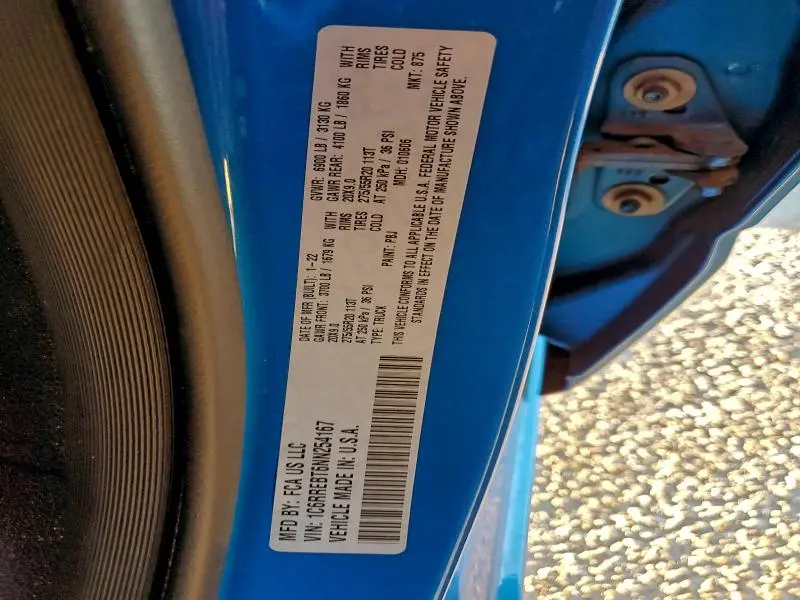 MFD BY: FCA US LLC
DATE OF MFR (BUILT): 1-22
GVWR: 6900 LB / 3130 KG
GAWR FRONT: 3700 LB / 1679 KG WITH
GAWR REAR: 4100 LB / 1860 KG WITH
20X9.0 RIMS
20X9.0 RIMS
275/55R20 113T TIRES
275/55R20 113T TIRES
AT 250 kPa / 36 PSI COLD
AT 250 kPa / 36 PSI COLD
VIN: 1C6RREBT6NN254167
TYPE: TRUCK
PAINT: PBJ
MDH: 010606
MKT: 875
VEHICLE MADE IN: U.S.A.
THIS VEHICLE CONFORMS TO ALL APPLICABLE U.S.A. FEDERAL MOTOR VEHICLE SAFETY
STANDARDS IN EFFECT ON THE DATE OF MANUFACTURE SHOWN ABOVE.